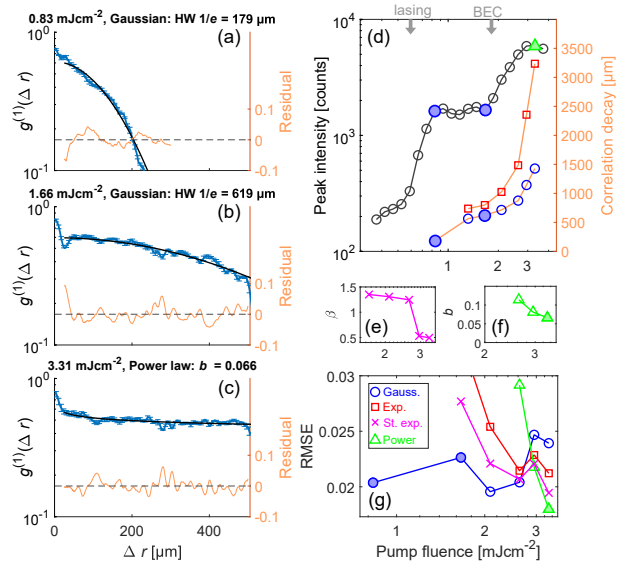 0.83 mJcm⁻², Gaussian: HW 1/e = 179 μm
(a)
10⁰
10⁻¹
g⁽¹⁾(Δ r)
0.1
0
-0.1
Residual
1.66 mJcm⁻², Gaussian: HW 1/e = 619 μm
(b)
10⁰
10⁻¹
g⁽¹⁾(Δ r)
0.1
0
-0.1
Residual
3.31 mJcm⁻², Power law: b = 0.066
(c)
10⁰
10⁻¹
g⁽¹⁾(Δ r)
0.1
0
-0.1
Residual
0 200 400
Δ r [μm]
lasing BEC
(d)
10⁴
10³
10²
Peak intensity [counts]
3500
3000
2500
2000
1500
1000
500
0
Correlation decay [μm]
1 2 3
1.5
1
0.5
β
(e)
2 3
0.1
0.05
0
b
(f)
2 3
0.03
0.025
0.02
RMSE
Gauss.
Exp.
St. exp.
Power
(g)
1 2 3
Pump fluence [mJcm⁻²]